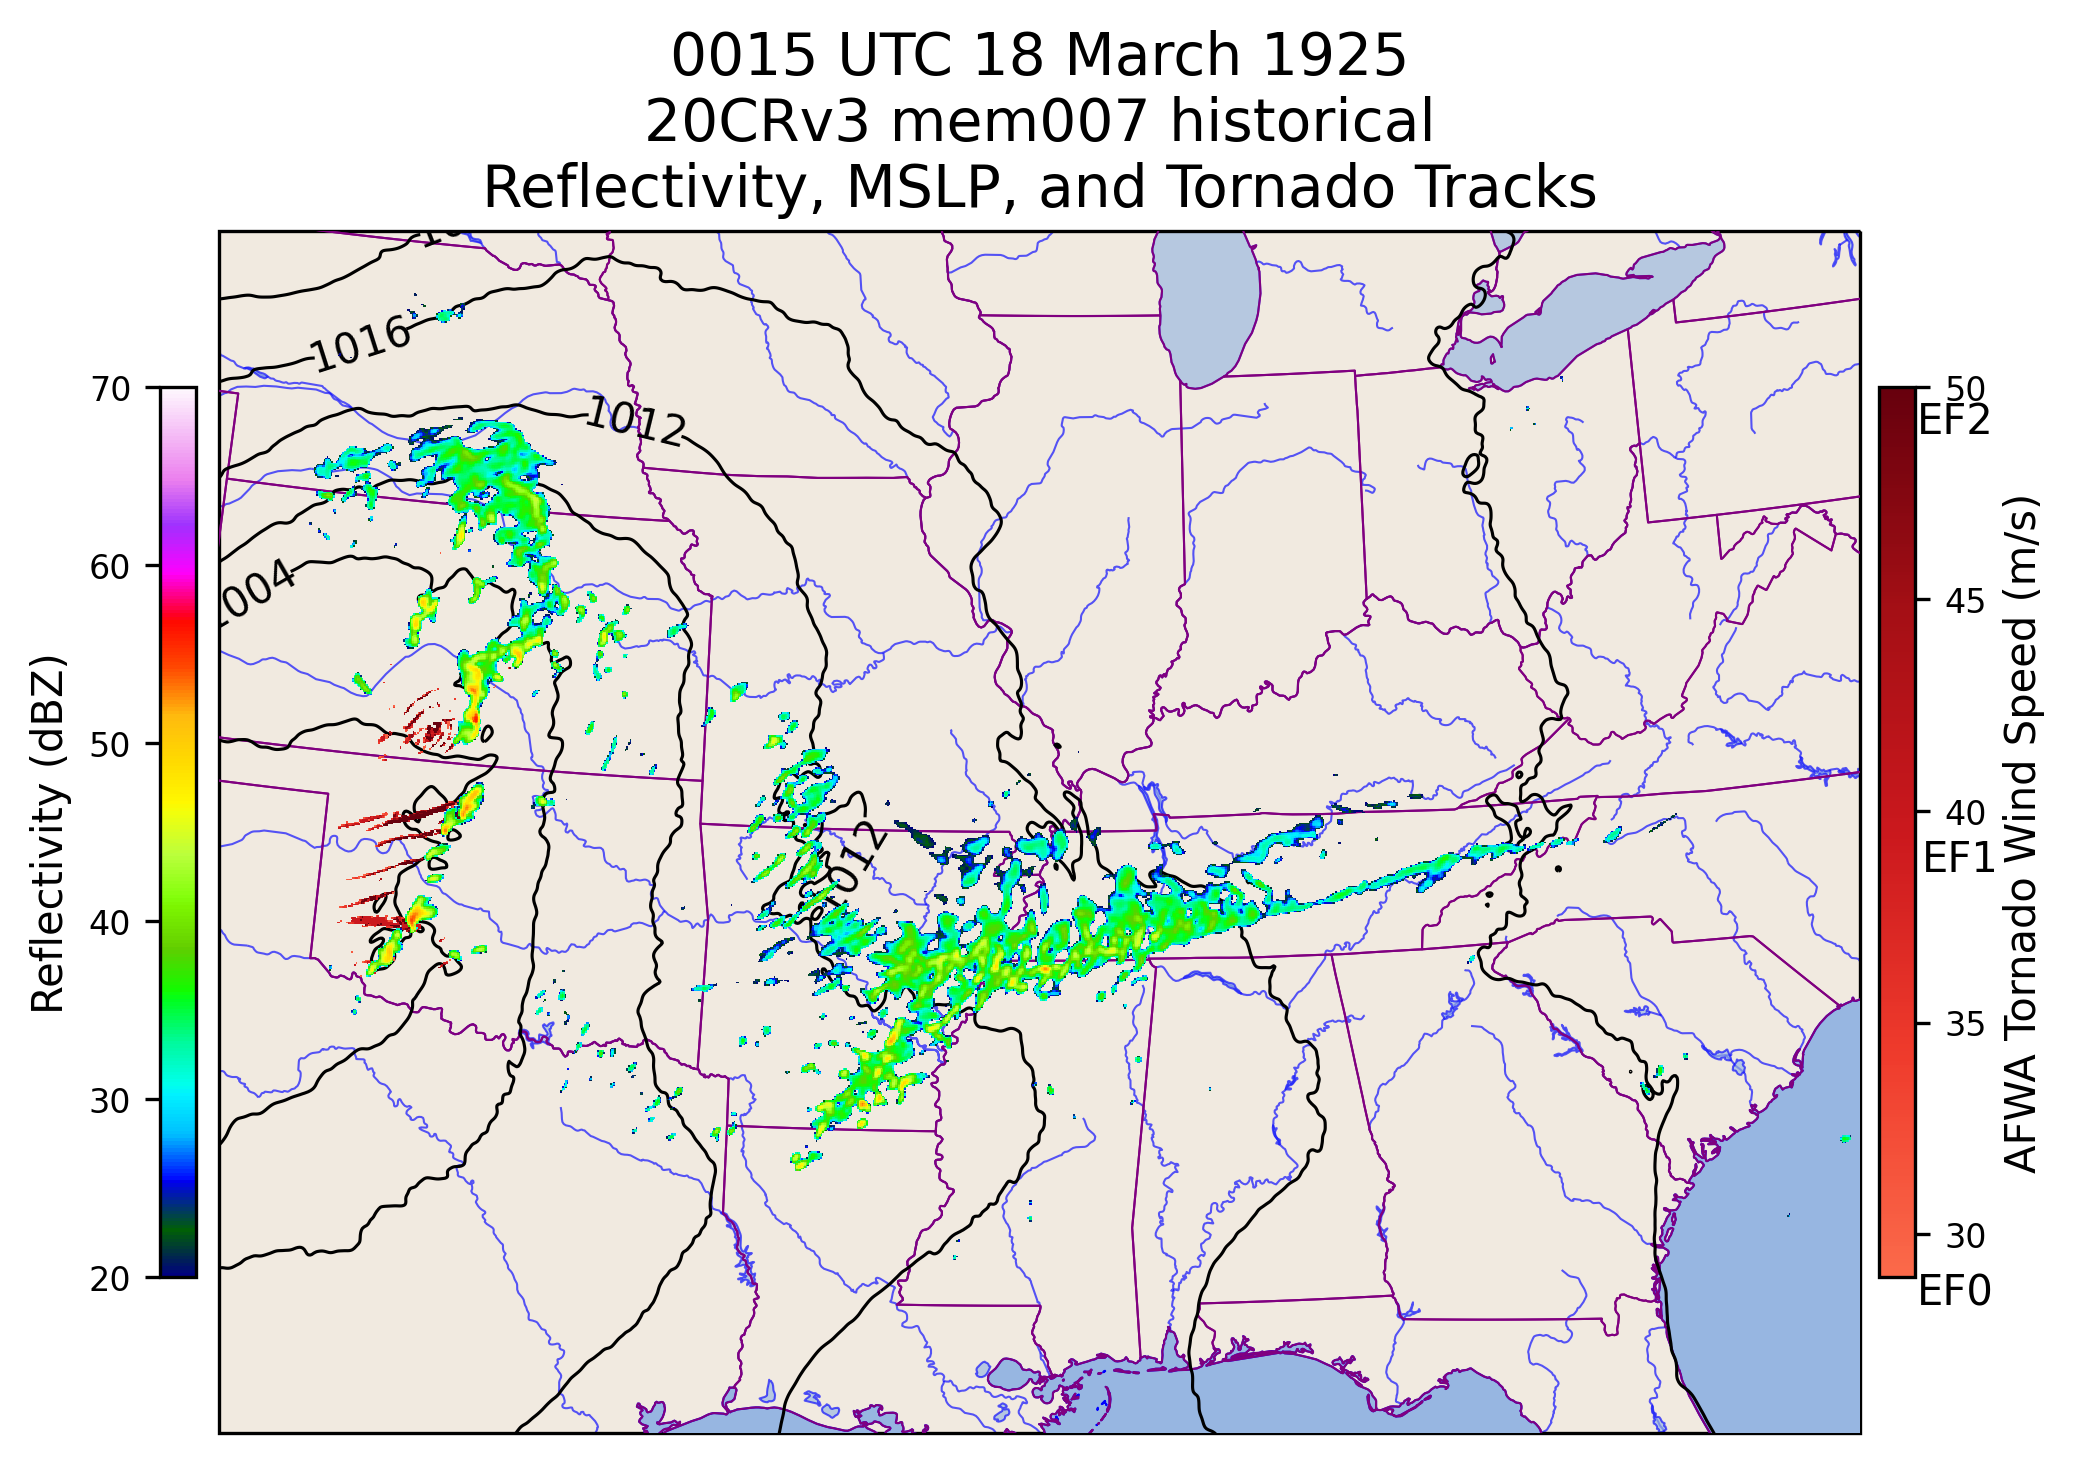 0015 UTC 18 March 1925
20CRv3 mem007 historical
Reflectivity, MSLP, and Tornado Tracks
1016
1012
1004
1012
70
60
50
40
30
20
Reflectivity (dBZ)
50
EF2
45
40
EF1
35
30
EF0
AFWA Tornado Wind Speed (m/s)